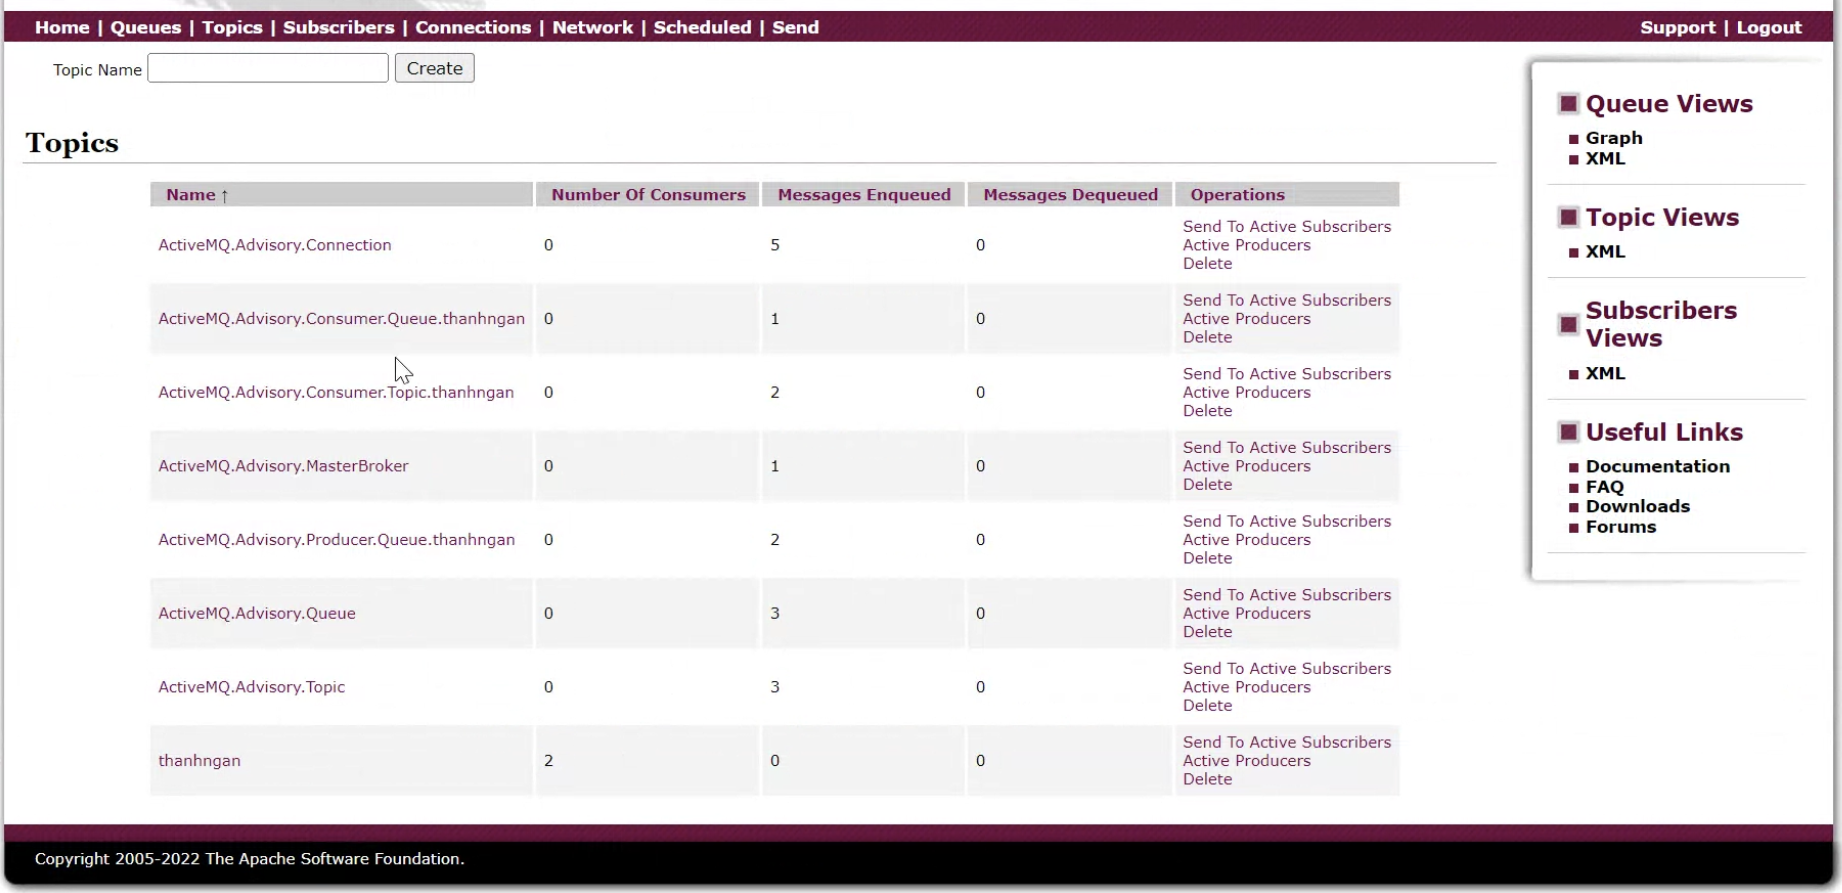 Home | Queues | Topics | Subscribers | Connections | Network | Scheduled | Send
Support | Logout
Topic Name
Create
Topics
Name ↑ Number Of Consumers Messages Enqueued Messages Dequeued Operations
ActiveMQ.Advisory.Connection 0 5 0
Send To Active Subscribers
Active Producers
Delete
ActiveMQ.Advisory.Consumer.Queue.thanhngan 0 1 0
Send To Active Subscribers
Active Producers
Delete
ActiveMQ.Advisory.Consumer.Topic.thanhngan 0 2 0
Send To Active Subscribers
Active Producers
Delete
ActiveMQ.Advisory.MasterBroker 0 1 0
Send To Active Subscribers
Active Producers
Delete
ActiveMQ.Advisory.Producer.Queue.thanhngan 0 2 0
Send To Active Subscribers
Active Producers
Delete
ActiveMQ.Advisory.Queue 0 3 0
Send To Active Subscribers
Active Producers
Delete
ActiveMQ.Advisory.Topic 0 3 0
Send To Active Subscribers
Active Producers
Delete
thanhngan 2 0 0
Send To Active Subscribers
Active Producers
Delete
Queue Views
Graph
XML
Topic Views
XML
Subscribers
Views
XML
Useful Links
Documentation
FAQ
Downloads
Forums
Copyright 2005-2022 The Apache Software Foundation.